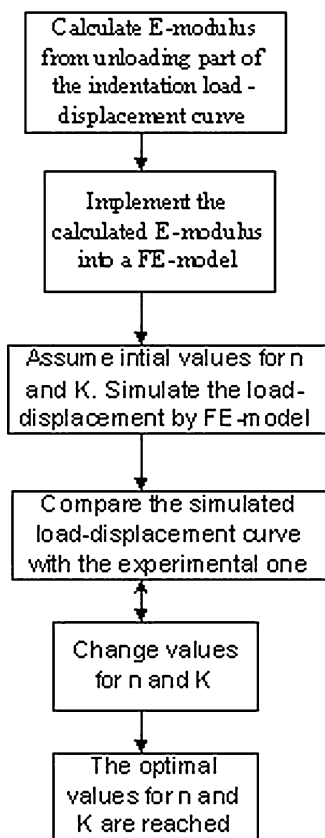 Calculate E-modulus
from unloading part of
the indentation load -
displacement curve
Implement the
calculated E-modulus
into a FE-model
Assume intial values for n
and K. Simulate the load-
displacement by FE-model
Compare the simulated
load-displacement curve
with the experimental one
Change values
for n and K
The optimal
values for n and
K are reached